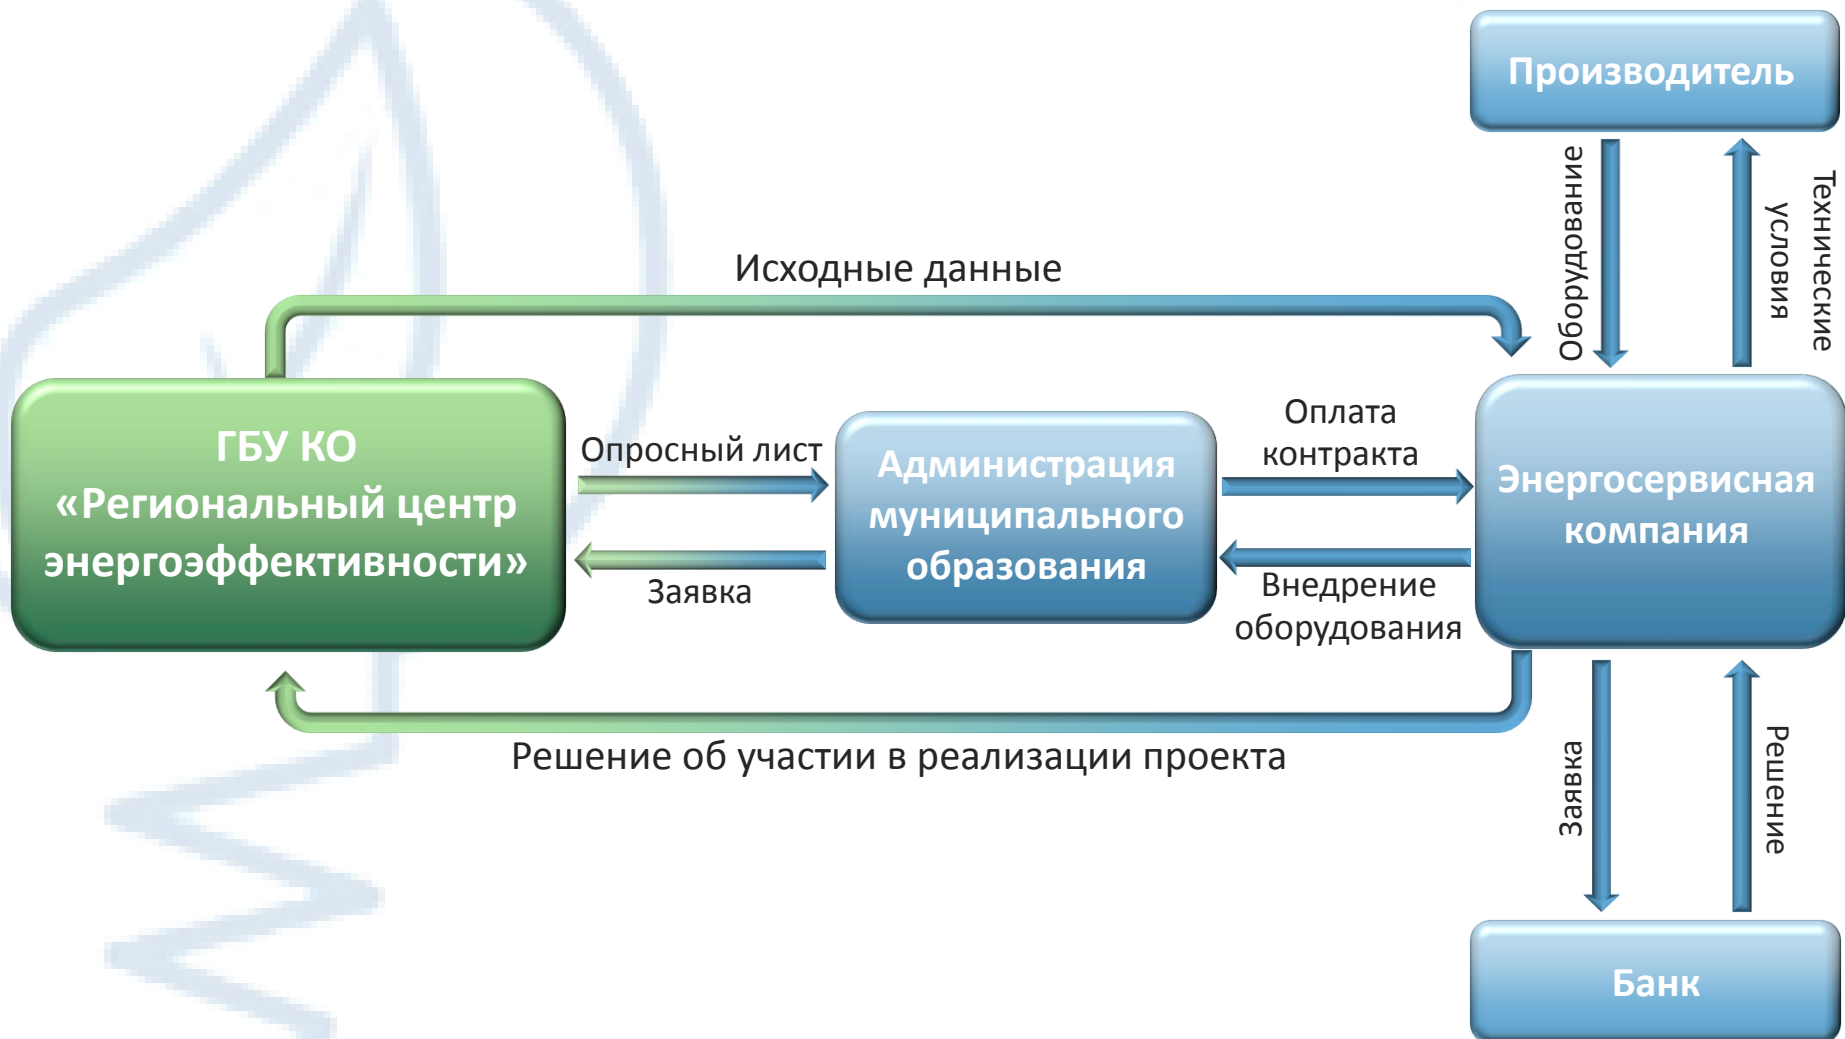 Производитель
Оборудование
Технические
условия
Исходные данные
ГБУ КО
«Региональный центр
энергоэффективности»
Опросный лист
Заявка
Администрация
муниципального
образования
Оплата
контракта
Внедрение
оборудования
Энергосервисная
компания
Решение об участии в реализации проекта
Заявка
Решение
Банк